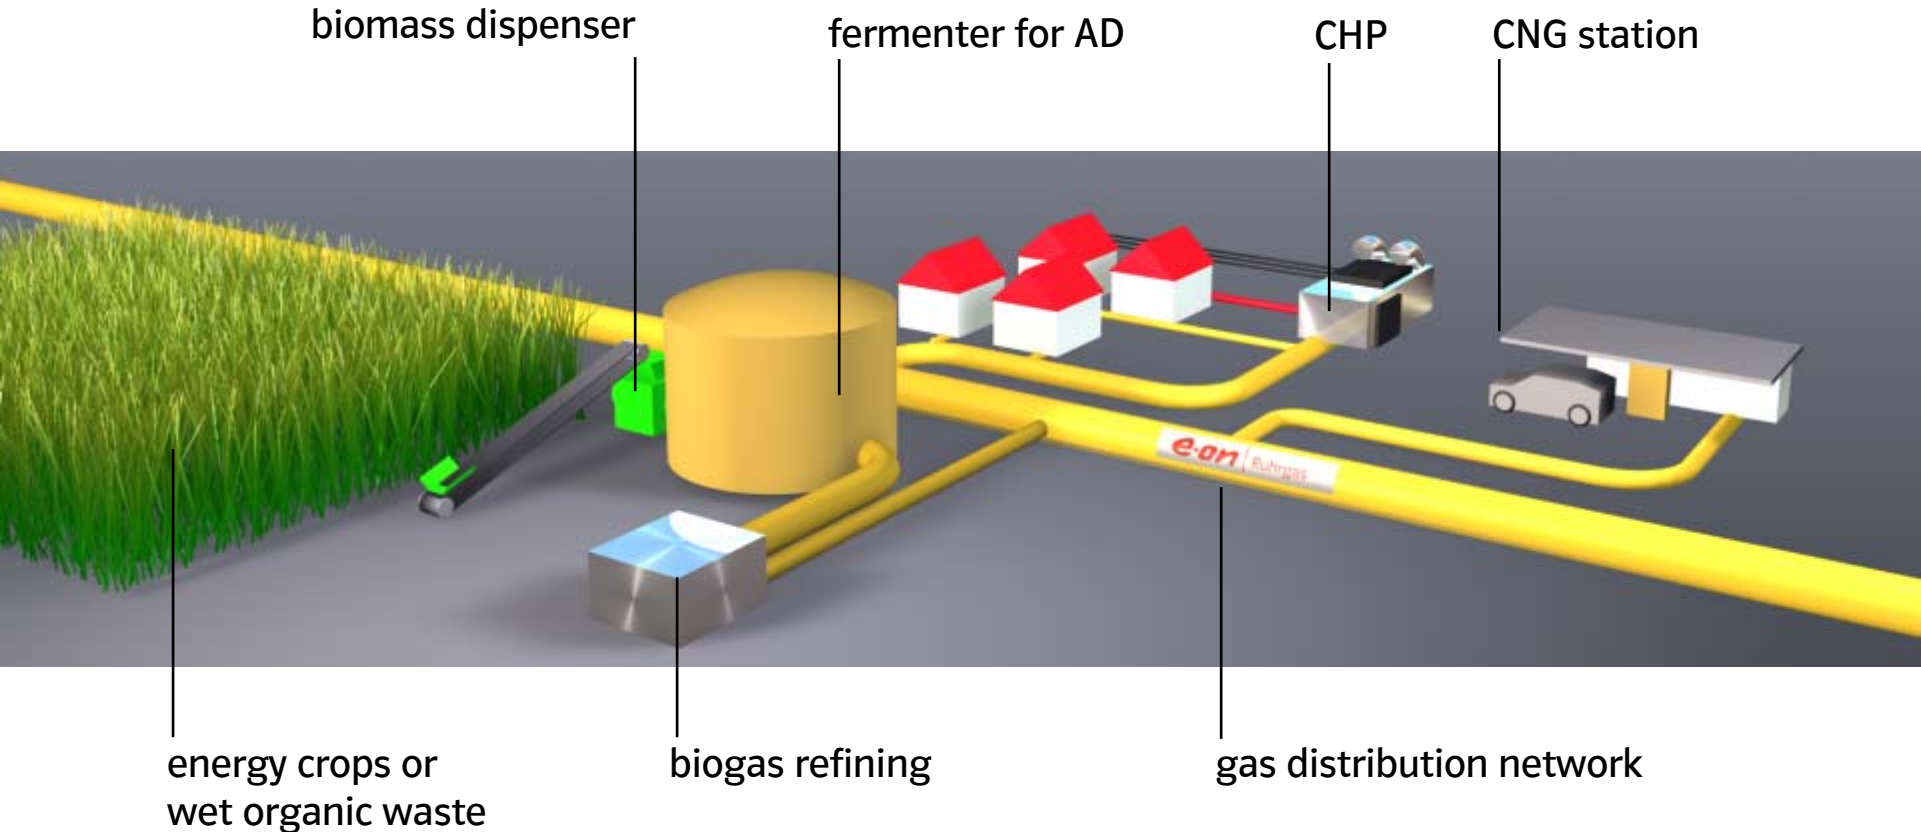 biomass dispenser
fermenter for AD
CHP
CNG station
e·on Ruhrgas
energy crops or
wet organic waste
biogas refining
gas distribution network